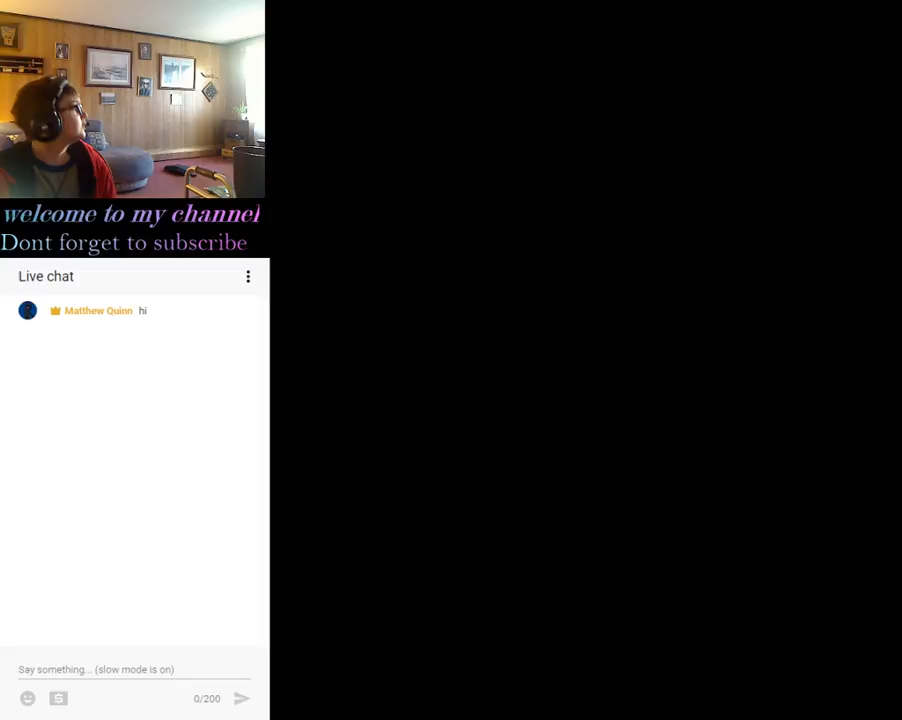 welcome to my channel
Dont forget to subscribe
Live chat
Matthew Quinn hi
Say something... (slow mode is on)
0/200